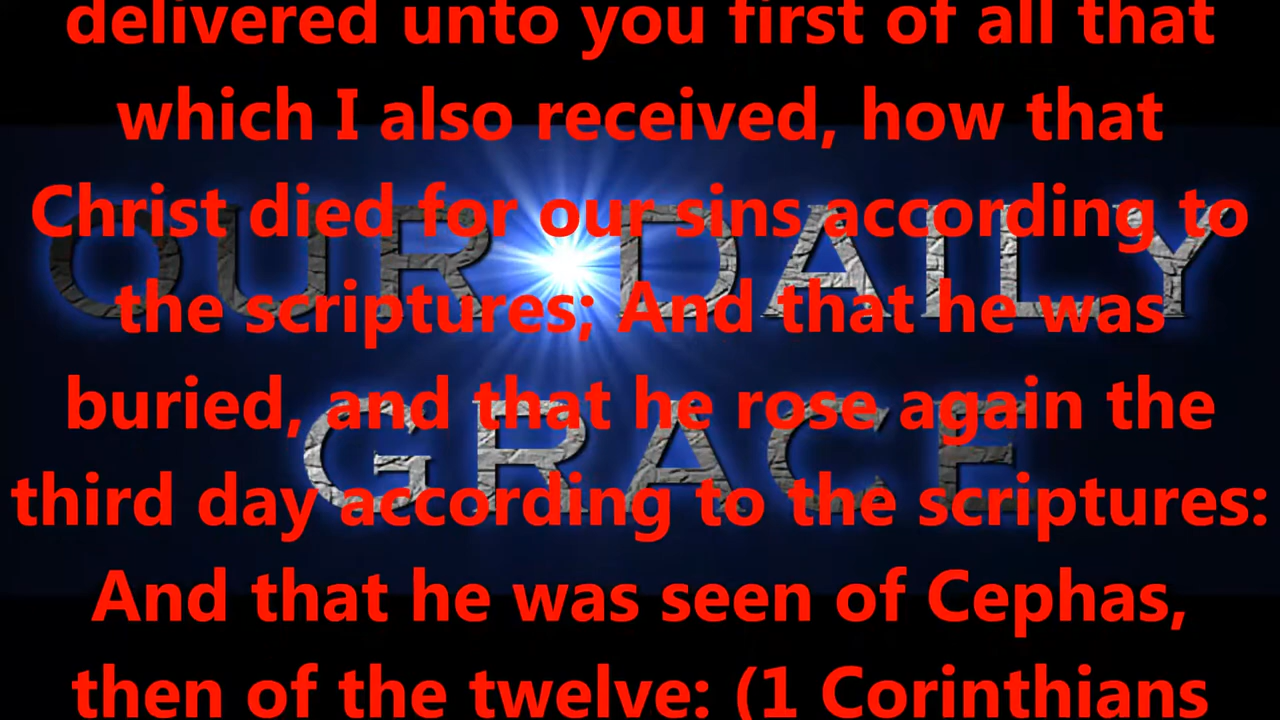 delivered unto you first of all that
which I also received, how that
Christ died for our sins according to
the scriptures; And that he was
buried, and that he rose again the
third day according to the scriptures:
And that he was seen of Cephas,
then of the twelve: (1 Corinthians
OUR DAILY
GRACE